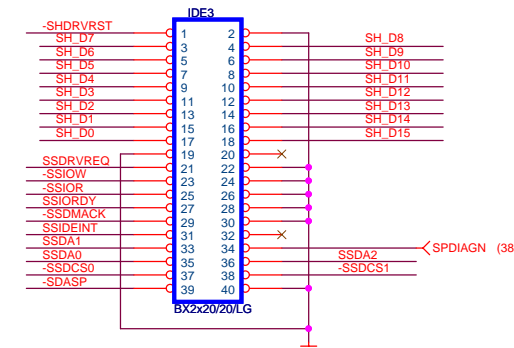 IDE3
-SHDRVRST 1 2
SH_D7 3 4 SH_D8
SH_D6 5 6 SH_D9
SH_D5 7 8 SH_D10
SH_D4 9 10 SH_D11
SH_D3 11 12 SH_D12
SH_D2 13 14 SH_D13
SH_D1 15 16 SH_D14
SH_D0 17 18 SH_D15
19 20
SSDRVREQ 21 22
-SSIOW 23 24
-SSIOR 25 26
SSIORDY 27 28
-SSDMACK 29 30
SSIDEINT 31 32
SSDA1 33 34 SPDIAGN (38
SSDA0 35 36 SSDA2
-SSDCS0 37 38 -SSDCS1
-SDASP 39 40
BX2x20/20/LG